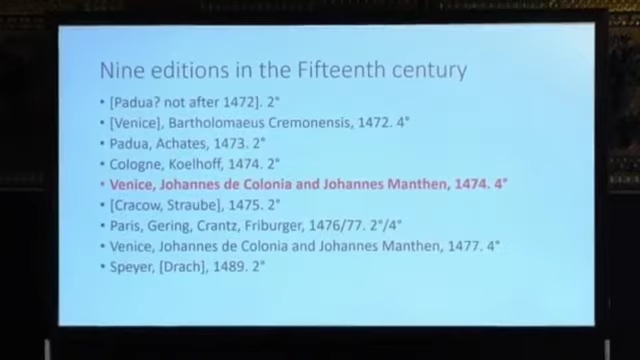 Nine editions in the Fifteenth century
• [Padua? not after 1472]. 2°
• [Venice], Bartholomaeus Cremonensis, 1472. 4°
• Padua, Achates, 1473. 2°
• Cologne, Koelhoff, 1474. 2°
• Venice, Johannes de Colonia and Johannes Manthen, 1474. 4°
• [Cracow, Straube], 1475. 2°
• Paris, Gering, Crantz, Friburger, 1476/77. 2°/4°
• Venice, Johannes de Colonia and Johannes Manthen, 1477. 4°
• Speyer, [Drach], 1489. 2°